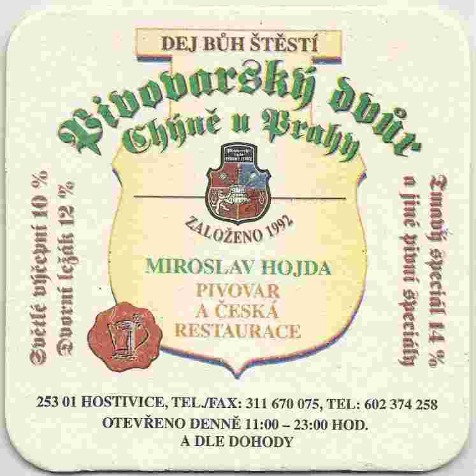 DEJ BŮH ŠTĚSTÍ
Pivovarský dvůr
Chýně u Prahy
ZALOŽENO 1992
MIROSLAV HOJDA
PIVOVAR
A ČESKÁ
RESTAURACE
Světlé výčepní 10 %
Dvorní ležák 12 %
Tmavý speciál 14 %
a jiné pivní speciály
253 01 HOSTIVICE, TEL./FAX: 311 670 075, TEL: 602 374 258
OTEVŘENO DENNĚ 11:00 – 23:00 HOD.
A DLE DOHODY